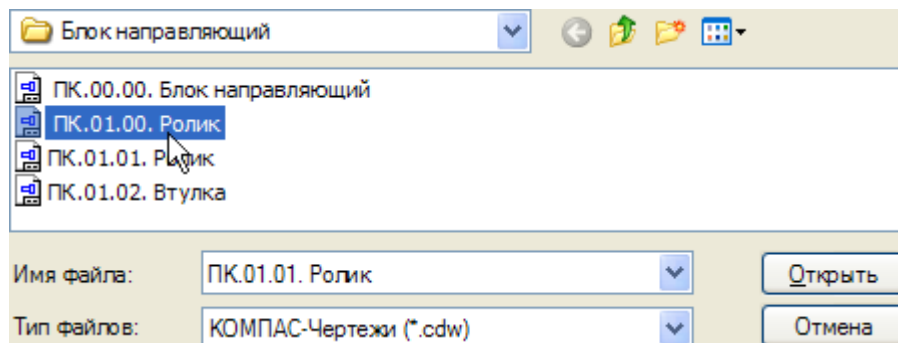 Блок направляющий
ПК.00.00. Блок направляющий
ПК.01.00. Ролик
ПК.01.01. Ролик
ПК.01.02. Втулка
Имя файла: ПК.01.01. Ролик Открыть
Тип файлов: КОМПАС-Чертежи (*.cdw) Отмена